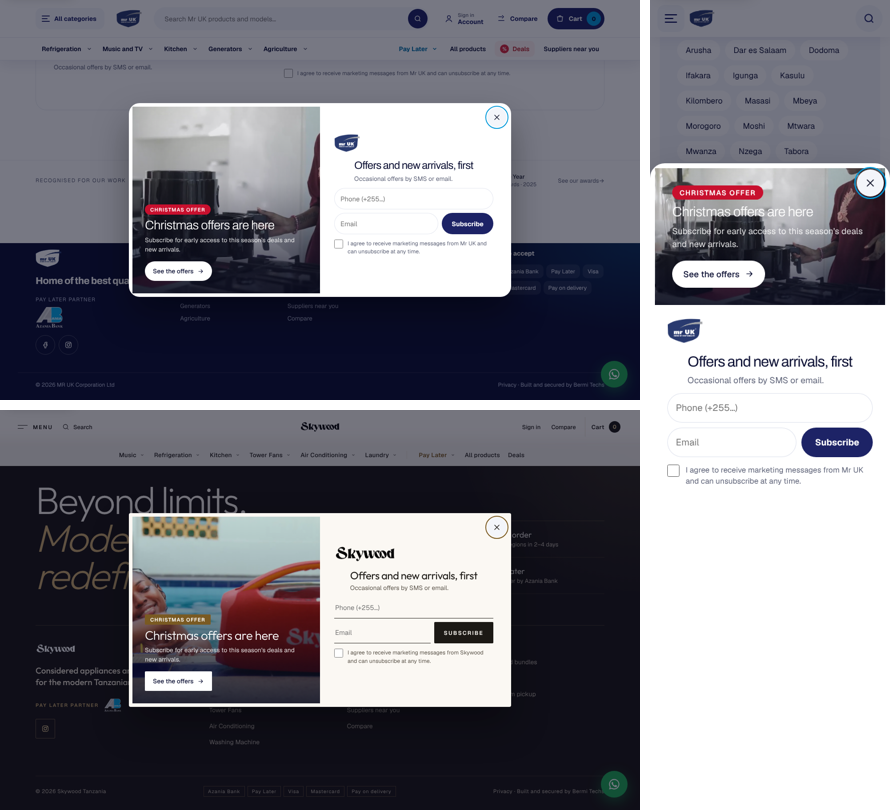 All categories
mr UK
Search Mr UK products and models...
Sign in
Account
Compare
Cart
0
Refrigeration
Music and TV
Kitchen
Generators
Agriculture
Pay Later
All products
Deals
Suppliers near you
Occasional offers by SMS or email.
I agree to receive marketing messages from Mr UK and can unsubscribe at any time.
RECOGNISED FOR OUR WORK
Year
2025
See our awards
CHRISTMAS OFFER
Christmas offers are here
Subscribe for early access to this season's deals and
new arrivals.
See the offers
mr UK
Offers and new arrivals, first
Occasional offers by SMS or email.
Phone (+255...)
Email
Subscribe
I agree to receive marketing messages from Mr UK and
can unsubscribe at any time.
mr UK
Home of the best qua
PAY LATER PARTNER
AZANIA BANK
accept
Azania Bank
Pay Later
Visa
Mastercard
Pay on delivery
Generators
Agriculture
Suppliers near you
Compare
© 2026 MR UK Corporation Ltd
Privacy · Built and secured by Bermi Techs
mr UK
Arusha
Dar es Salaam
Dodoma
Ifakara
Igunga
Kasulu
Kilombero
Masasi
Mbeya
Morogoro
Moshi
Mtwara
Mwanza
Nzega
Tabora
CHRISTMAS OFFER
Christmas offers are here
Subscribe for early access to this season's deals
and new arrivals.
See the offers
mr UK
Offers and new arrivals, first
Occasional offers by SMS or email.
Phone (+255...)
Email
Subscribe
I agree to receive marketing messages from Mr UK
and can unsubscribe at any time.
MENU
Search
Skywood
Sign in
Compare
Cart
0
Music
Refrigeration
Kitchen
Tower Fans
Air Conditioning
Laundry
Pay Later
All products
Deals
Beyond limits.
Mode
redef
order
regions in 2–4 days
ater
by Azania Bank
Skywood
CHRISTMAS OFFER
Christmas offers are here
Subscribe for early access to this season's deals and
new arrivals.
See the offers
Skywood
Offers and new arrivals, first
Occasional offers by SMS or email.
Phone (+255...)
Email
SUBSCRIBE
I agree to receive marketing messages from Skywood
and can unsubscribe at any time.
Skywood
Considered appliances
for the modern Tanzania
PAY LATER PARTNER
bundles
pickup
Tower Fans
Air Conditioning
Washing Machine
Suppliers near you
Compare
© 2026 Skywood Tanzania
Azania Bank
Pay Later
Visa
Mastercard
Pay on delivery
Privacy · Built and secured by Bermi Techs